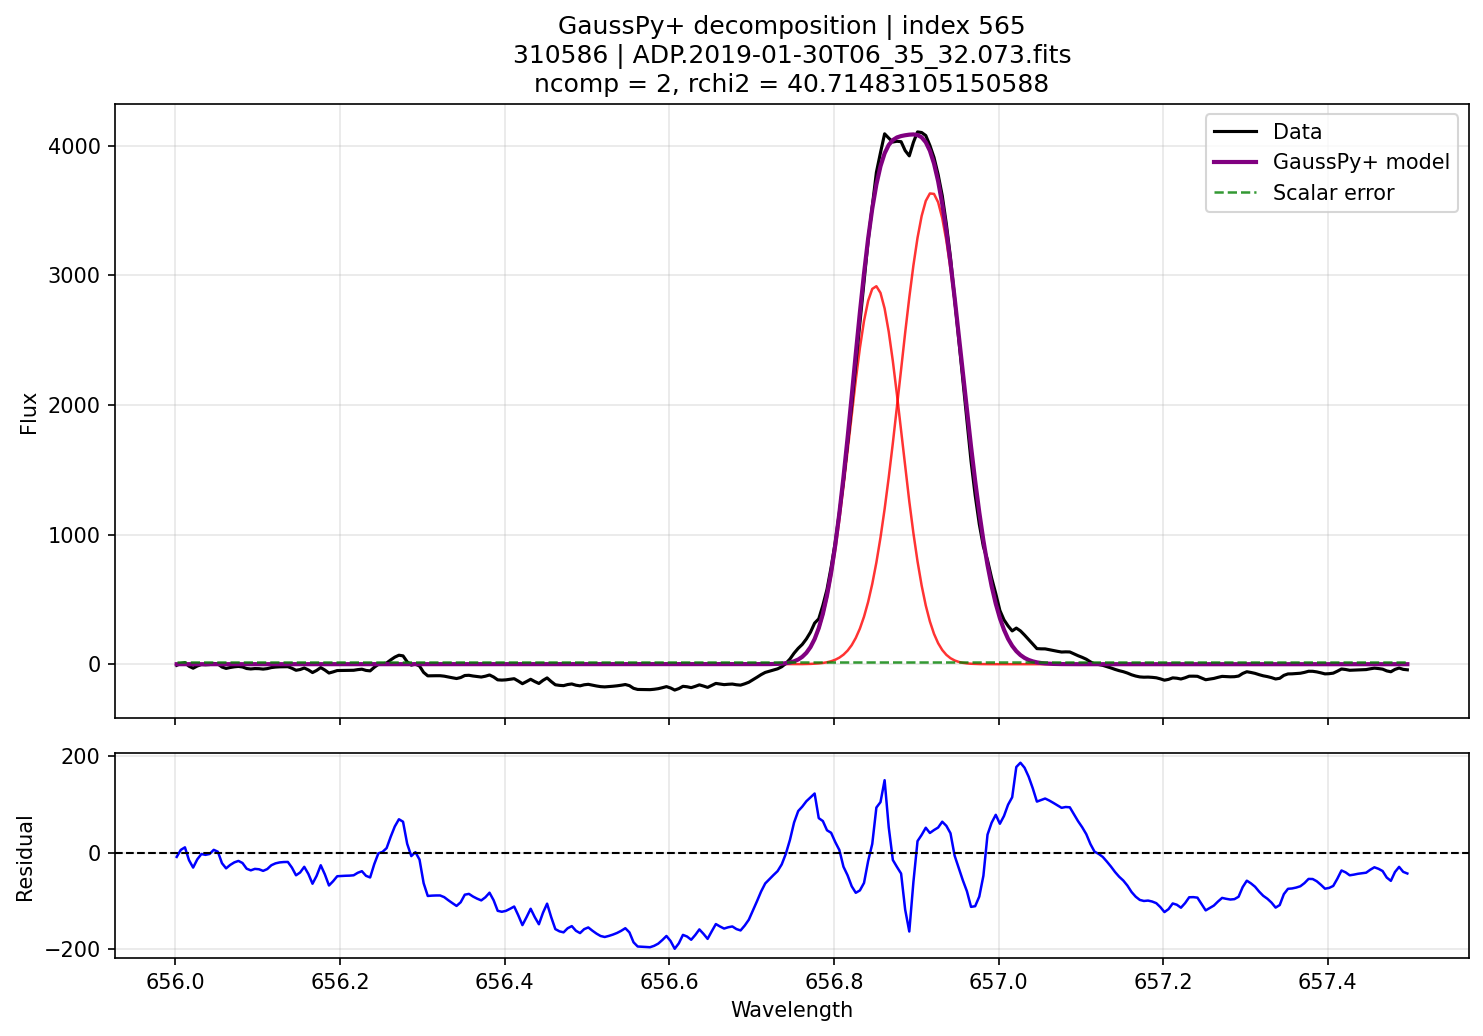 GaussPy+ decomposition | index 565
310586 | ADP.2019-01-30T06_35_32.073.fits
ncomp = 2, rchi2 = 40.71483105150588
Data
GaussPy+ model
Scalar error
4000
3000
2000
1000
0
Flux
200
0
−200
Residual
656.0
656.2
656.4
656.6
656.8
657.0
657.2
657.4
Wavelength